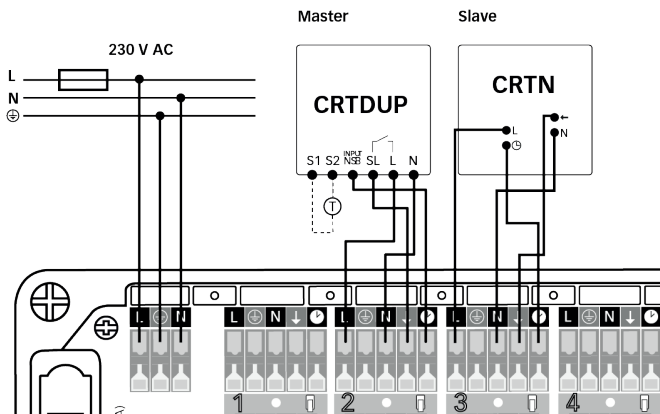 Master Slave
230 V AC
L
N
CRTDUP
CRTN
S1 S2 INPUT NSB SL L N
L
N
T
L N L N L N L N L N
1 2 3 4